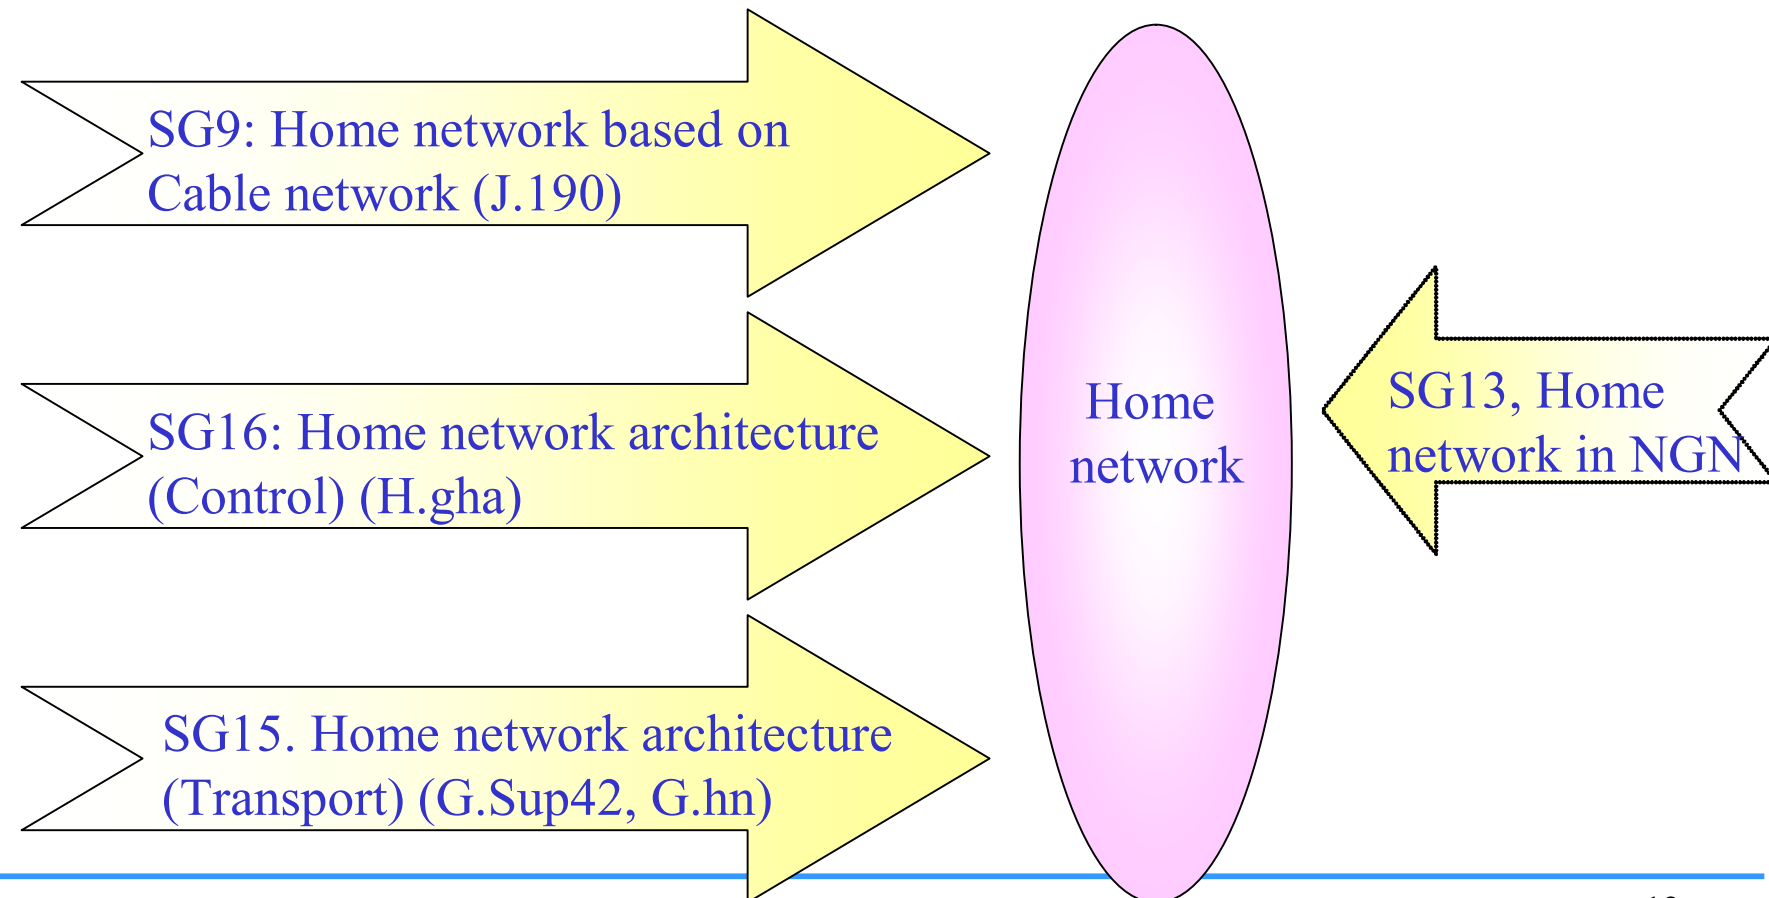 SG9: Home network based on
Cable network (J.190)
SG16: Home network architecture
(Control) (H.gha)
SG15. Home network architecture
(Transport) (G.Sup42, G.hn)
Home
network
SG13, Home
network in NGN